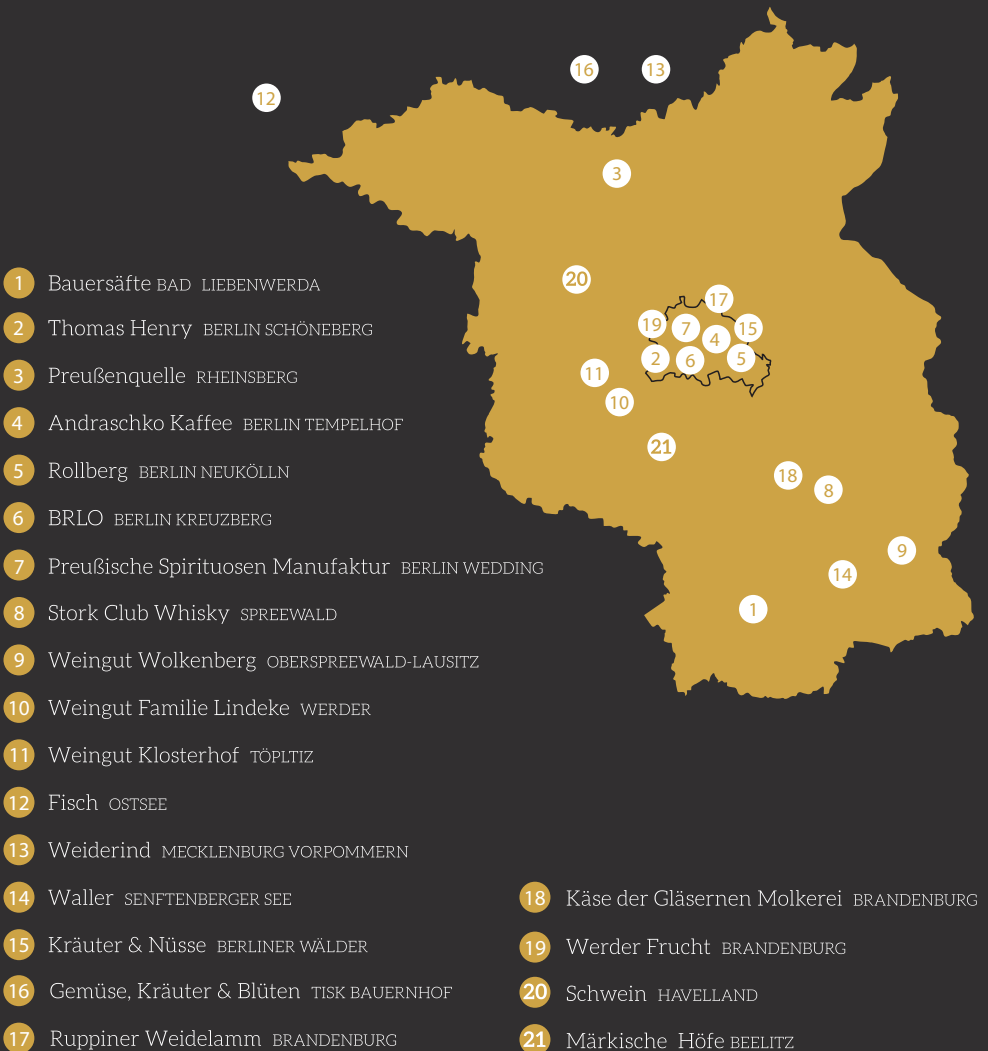 16 13
12
3
20
17
19 7 15
4
2 6 5
11
10
21
18
8
9
14
1
1 Bauersäfte BAD LIEBENWERDA
2 Thomas Henry BERLIN SCHÖNEBERG
3 Preußenquelle RHEINSBERG
4 Andraschko Kaffee BERLIN TEMPELHOF
5 Rollberg BERLIN NEUKÖLLN
6 BRLO BERLIN KREUZBERG
7 Preußische Spirituosen Manufaktur BERLIN WEDDING
8 Stork Club Whisky SPREEWALD
9 Weingut Wolkenberg OBERSPREEWALD-LAUSITZ
10 Weingut Familie Lindeke WERDER
11 Weingut Klosterhof TÖPLTIZ
12 Fisch OSTSEE
13 Weiderind MECKLENBURG VORPOMMERN
14 Waller SENFTENBERGER SEE
15 Kräuter & Nüsse BERLINER WÄLDER
16 Gemüse, Kräuter & Blüten TISK BAUERNHOF
17 Ruppiner Weidelamm BRANDENBURG
18 Käse der Gläsernen Molkerei BRANDENBURG
19 Werder Frucht BRANDENBURG
20 Schwein HAVELLAND
21 Märkische Höfe BEELITZ